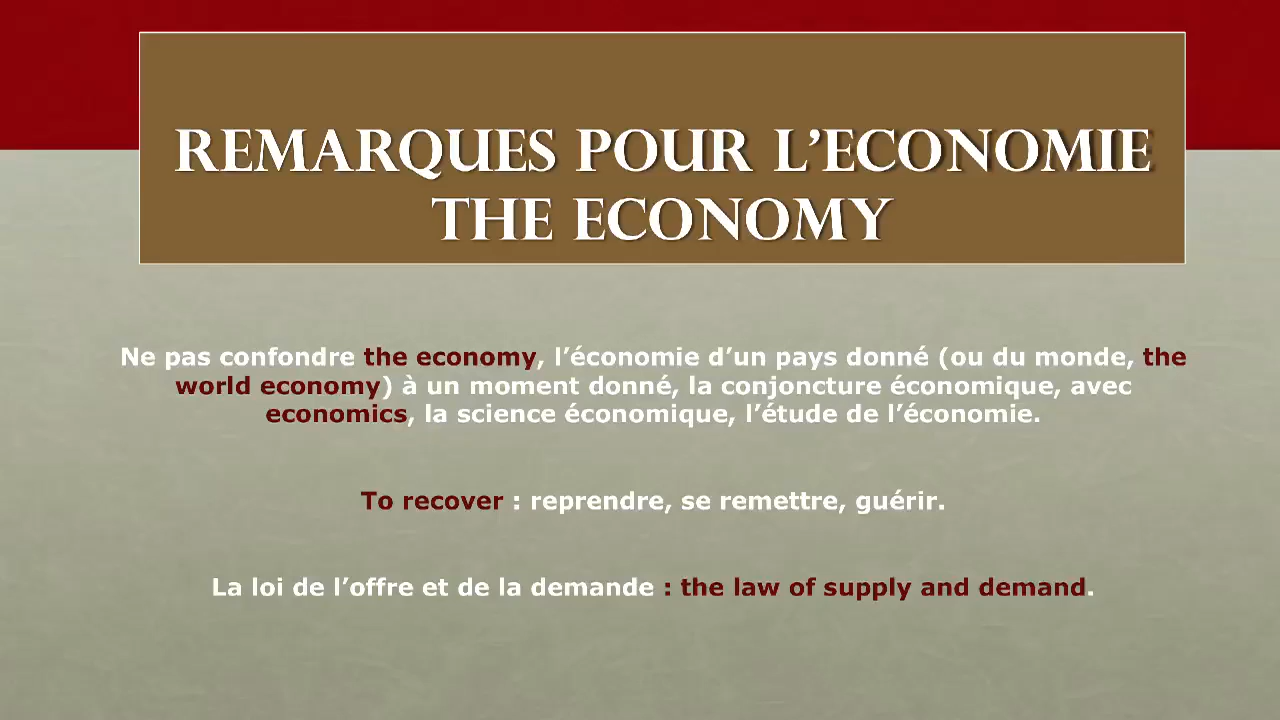 REMARQUES POUR L’ECONOMIE
THE ECONOMY
Ne pas confondre the economy, l’économie d’un pays donné (ou du monde, the
world economy) à un moment donné, la conjoncture économique, avec
economics, la science économique, l’étude de l’économie.
To recover : reprendre, se remettre, guérir.
La loi de l’offre et de la demande : the law of supply and demand.